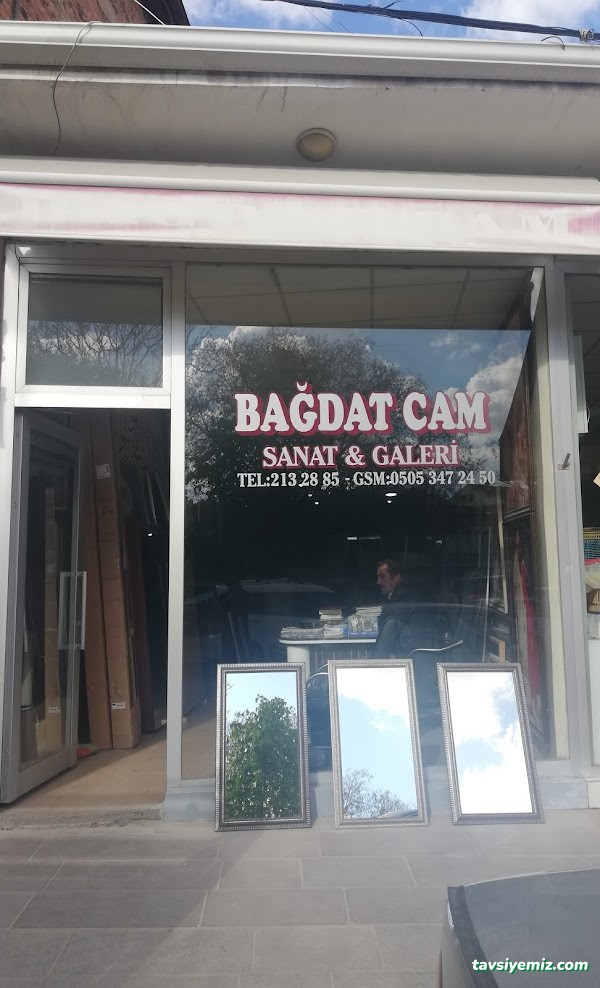 BAĞDAT CAM
SANAT & GALERİ
TEL:213 28 85 - GSM:0505 347 24 50
tavsiyemiz.com